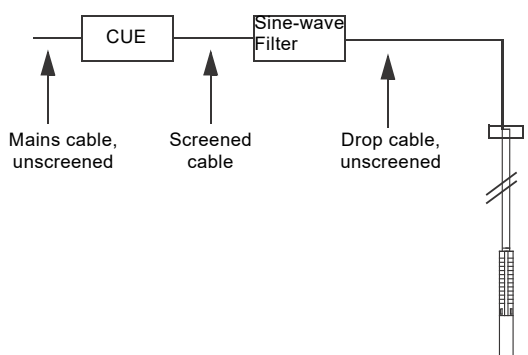 CUE
Sine-wave
Filter
Mains cable,
unscreened
Screened
cable
Drop cable,
unscreened